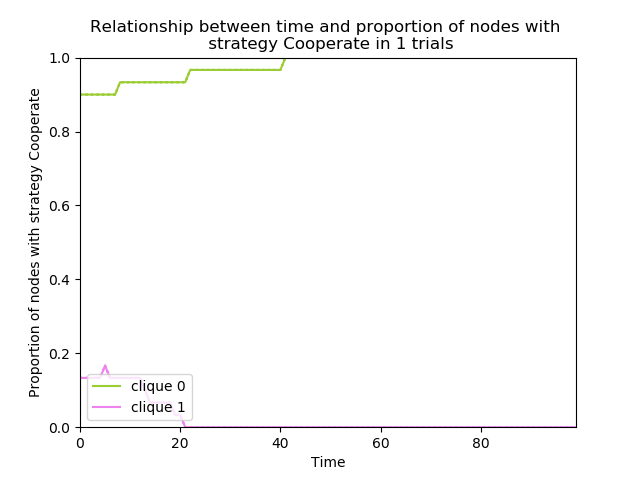 Relationship between time and proportion of nodes with
strategy Cooperate in 1 trials
Proportion of nodes with strategy Cooperate
1.0
0.8
0.6
0.4
0.2
0.0
clique 0
clique 1
0 20 40 60 80
Time